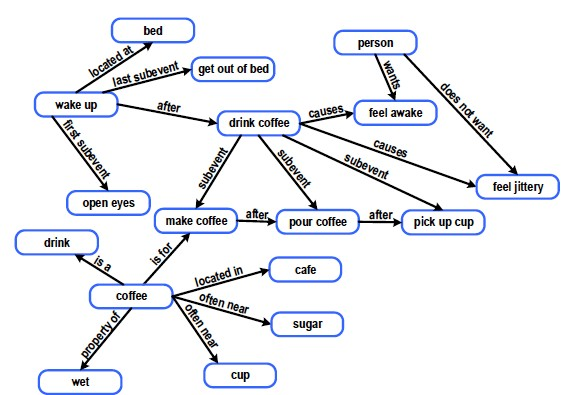 bed
person
located at
last subevent
get out of bed
wants
does not want
wake up
after
drink coffee
causes
feel awake
first subevent
subevent
subevent
causes
subevent
feel jittery
open eyes
make coffee
after
pour coffee
after
pick up cup
drink
is a
is for
located in
cafe
coffee
often near
sugar
property of
often near
wet
cup